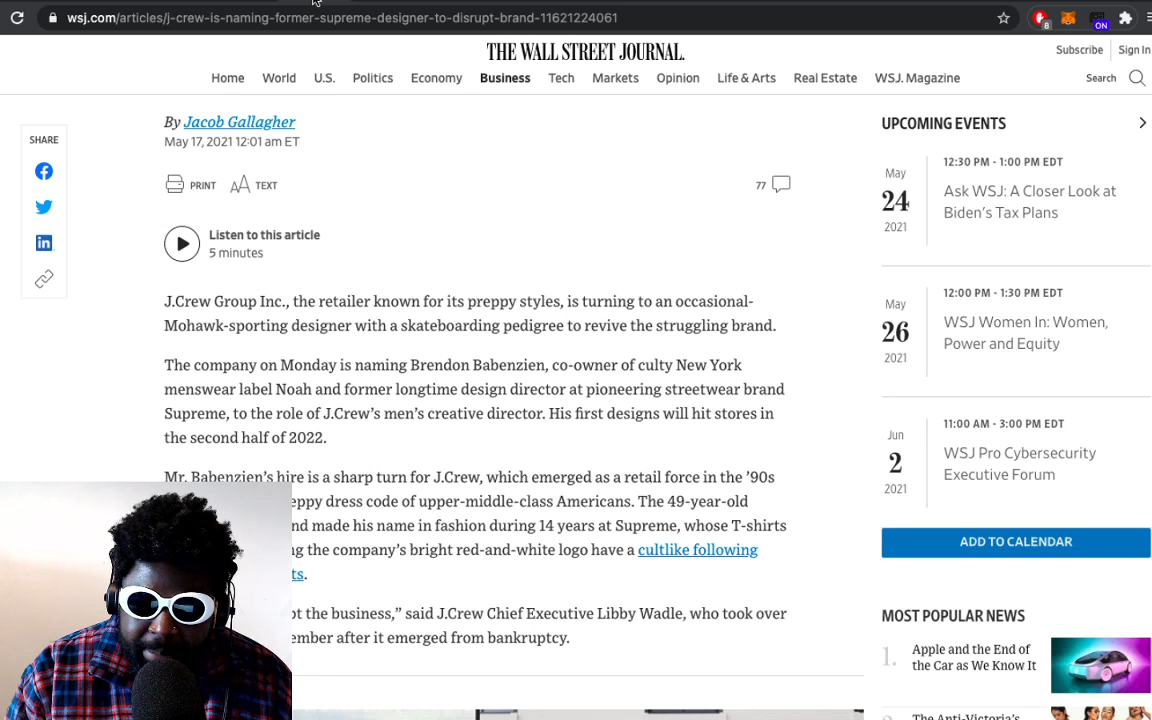 wsj.com/articles/j-crew-is-naming-former-supreme-designer-to-disrupt-brand-11621224061
8
ON
THE WALL STREET JOURNAL.
Subscribe
Sign In
Home World U.S. Politics Economy Business Tech Markets Opinion Life & Arts Real Estate WSJ. Magazine
Search
SHARE
By Jacob Gallagher
May 17, 2021 12:01 am ET
PRINT
AA TEXT
77
Listen to this article
5 minutes
J.Crew Group Inc., the retailer known for its preppy styles, is turning to an occasional-
Mohawk-sporting designer with a skateboarding pedigree to revive the struggling brand.
The company on Monday is naming Brendon Babenzien, co-owner of culty New York
menswear label Noah and former longtime design director at pioneering streetwear brand
Supreme, to the role of J.Crew’s men’s creative director. His first designs will hit stores in
the second half of 2022.
Mr. Babenzien’s hire is a sharp turn for J.Crew, which emerged as a retail force in the ’90s
eppy dress code of upper-middle-class Americans. The 49-year-old
nd made his name in fashion during 14 years at Supreme, whose T-shirts
ng the company’s bright red-and-white logo have a cultlike following
ts.
pt the business,” said J.Crew Chief Executive Libby Wadle, who took over
ember after it emerged from bankruptcy.
UPCOMING EVENTS
May
24
2021
12:30 PM - 1:00 PM EDT
Ask WSJ: A Closer Look at
Biden’s Tax Plans
May
26
2021
12:00 PM - 1:30 PM EDT
WSJ Women In: Women,
Power and Equity
Jun
2
2021
11:00 AM - 3:00 PM EDT
WSJ Pro Cybersecurity
Executive Forum
ADD TO CALENDAR
MOST POPULAR NEWS
1.
Apple and the End of
the Car as We Know It
The Anti-Victoria’s